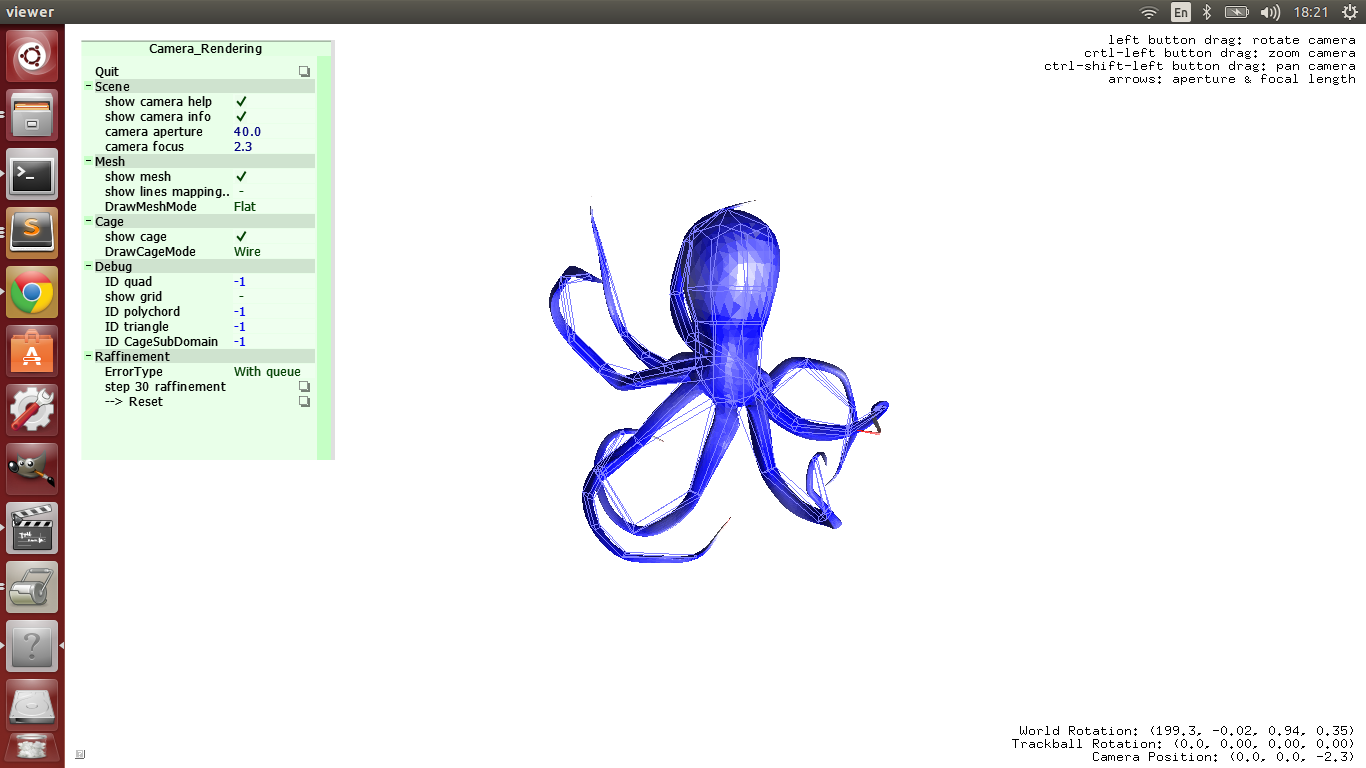 viewer
En
18:21
Camera_Rendering
Quit
Scene
show camera help
show camera info
camera aperture 40.0
camera focus 2.3
Mesh
show mesh
show lines mapping.. -
DrawMeshMode Flat
Cage
show cage
DrawCageMode Wire
Debug
ID quad -1
show grid -
ID polychord -1
ID triangle -1
ID CageSubDomain -1
Raffinement
ErrorType With queue
step 30 raffinement
--> Reset
left button drag: rotate camera
crtl-left button drag: zoom camera
ctrl-shift-left button drag: pan camera
arrows: aperture & focal length
World Rotation: (199.3, -0.02, 0.94, 0.35)
Trackball Rotation: (0.0, 0.00, 0.00, 0.00)
Camera Position: (0.0, 0.0, -2.3)